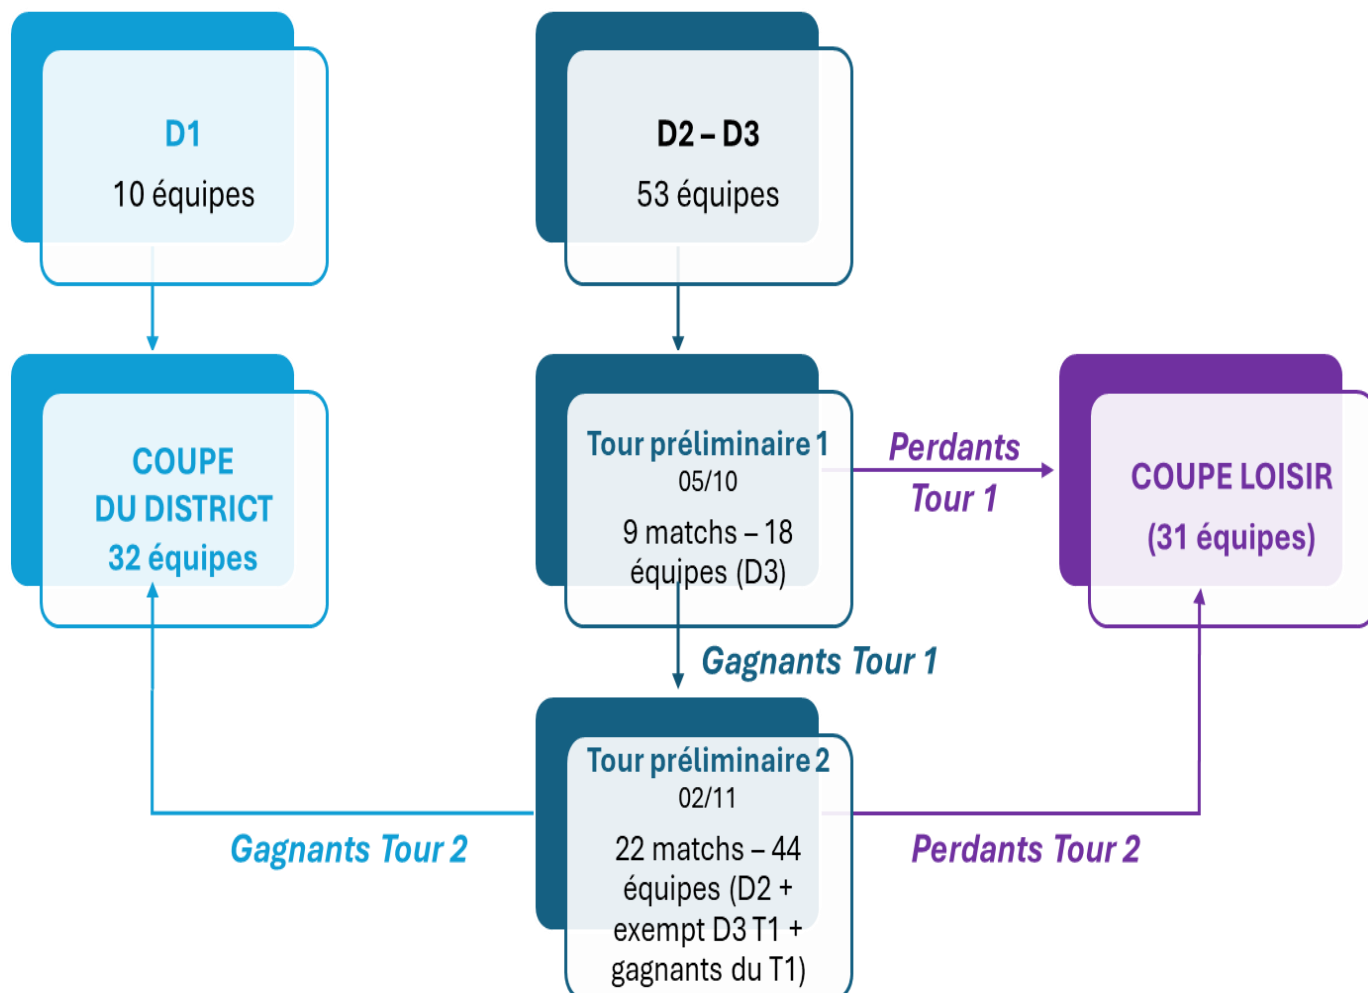 D1
10 équipes
D2 – D3
53 équipes
COUPE
DU DISTRICT
32 équipes
Tour préliminaire 1
05/10
9 matchs – 18
équipes (D3)
Perdants
Tour 1
COUPE LOISIR
(31 équipes)
Gagnants Tour 1
Tour préliminaire 2
02/11
22 matchs – 44
équipes (D2 +
exempt D3 T1 +
gagnants du T1)
Gagnants Tour 2
Perdants Tour 2